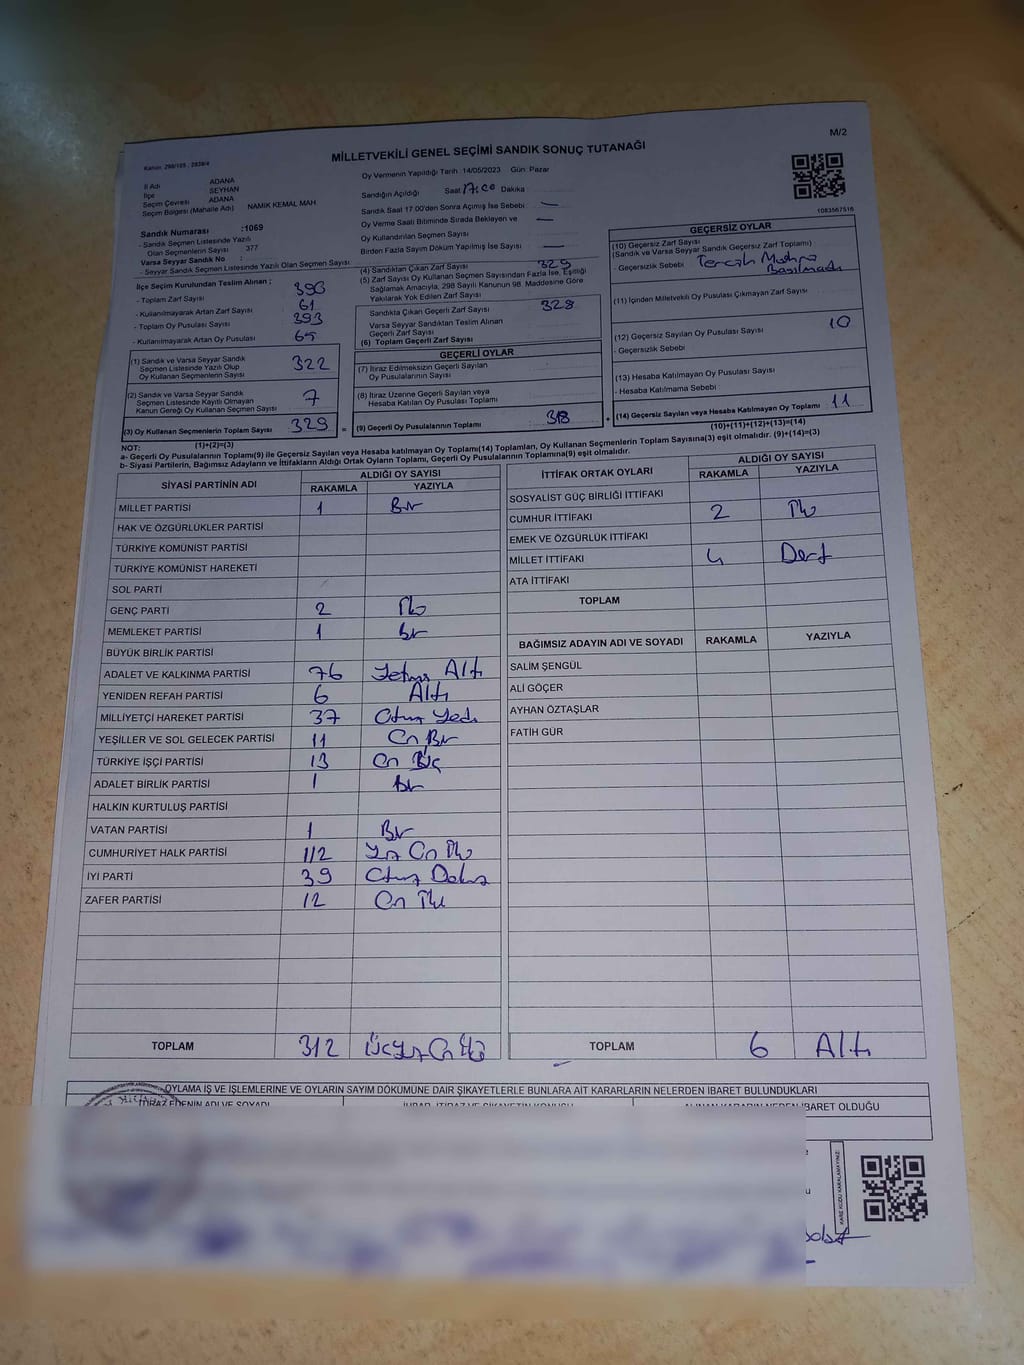 M/2
Kanun: 298/105 ; 2839/4
MİLLETVEKİLİ GENEL SEÇİMİ SANDIK SONUÇ TUTANAĞI
İl Adı ADANA
İlçe SEYHAN
Seçim Çevresi ADANA
Seçim Bölgesi (Mahalle Adı) NAMIK KEMAL MAH
Sandık Numarası :1069
- Sandık Seçmen Listesinde Yazılı
Olan Seçmenlerin Sayısı 377
Varsa Seyyar Sandık No :
- Seyyar Sandık Seçmen Listesinde Yazılı Olan Seçmen Sayısı
Oy Vermenin Yapıldığı Tarih 14/05/2023 Gün: Pazar
Sandığın Açıldığı Saat 17:00 Dakika
Sandık Saat 17.00'den Sonra Açımış İse Sebebi : —
Oy Verme Saati Bitiminde Sırada Bekleyen ve —
Oy Kullandırılan Seçmen Sayısı
Birden Fazla Sayım Döküm Yapılmış İse Sayısı —
1083567516
İlçe Seçim Kurulundan Teslim Alınan ;
- Toplam Zarf Sayısı 393
- Kullanılmayarak Artan Zarf Sayısı 61
- Toplam Oy Pusulası Sayısı 393
- Kullanılmayarak Artan Oy Pusulası 65
(1) Sandık ve Varsa Seyyar Sandık
Seçmen Listesinde Yazılı Olup
Oy Kullanan Seçmenlerin Sayısı 322
(2) Sandık ve Varsa Seyyar Sandık
Seçmen Listesinde Kayıtlı Olmayan
Kanun Gereği Oy Kullanan Seçmen Sayısı 7
(3) Oy Kullanan Seçmenlerin Toplam Sayısı 329
(1)+(2)=(3)
(4) Sandıktan Çıkan Zarf Sayısı 329
(5) Zarf Sayısı Oy Kullanan Seçmen Sayısından Fazla İse, Eşitliği
Sağlamak Amacıyla, 298 Sayılı Kanunun 98. Maddesine Göre
Yakılarak Yok Edilen Zarf Sayısı
Sandıkta Çıkan Geçerli Zarf Sayısı 328
Varsa Seyyar Sandıktan Teslim Alınan
Geçerli Zarf Sayısı
(6) Toplam Geçerli Zarf Sayısı
GEÇERLİ OYLAR
(7) İtiraz Edilmeksizin Geçerli Sayılan
Oy Pusulalarının Sayısı
(8) İtiraz Üzerine Geçerli Sayılan veya
Hesaba Katılan Oy Pusulası Toplamı
(9) Geçerli Oy Pusulalarının Toplamı 318
GEÇERSİZ OYLAR
(10) Geçersiz Zarf Sayısı
(Sandık ve Varsa Seyyar Sandık Geçersiz Zarf Toplamı)
- Geçersizlik Sebebi Tercih Mührü
Basılmadı
(11) İçinden Milletvekili Oy Pusulası Çıkmayan Zarf Sayısı
(12) Geçersiz Sayılan Oy Pusulası Sayısı 10
- Geçersizlik Sebebi
(13) Hesaba Katılmayan Oy Pusulası Sayısı
- Hesaba Katılmama Sebebi
(14) Geçersiz Sayılan veya Hesaba Katılmayan Oy Toplamı 11
(10)+(11)+(12)+(13)=(14)
NOT:
a- Geçerli Oy Pusulalarının Toplamı(9) ile Geçersiz Sayılan veya Hesaba katılmayan Oy Toplam(14) Toplamları, Oy Kullanan Seçmenlerin Toplam Sayısına(3) eşit olmalıdır. (9)+(14)=(3)
b- Siyasi Partilerin, Bağımsız Adayların ve İttifakların Aldığı Ortak Oyların Toplamı, Geçerli Oy Pusulalarının Toplamına(9) eşit olmalıdır.
SİYASİ PARTİNİN ADI ALDIĞI OY SAYISI
RAKAMLA YAZIYLA
MİLLET PARTİSİ 1 Bir
HAK VE ÖZGÜRLÜKLER PARTİSİ
TÜRKİYE KOMÜNİST PARTİSİ
TÜRKİYE KOMÜNİST HAREKETİ
SOL PARTİ
GENÇ PARTİ 2 İki
MEMLEKET PARTİSİ 1 Bir
BÜYÜK BİRLİK PARTİSİ
ADALET VE KALKINMA PARTİSİ 76 Yetmiş Altı
YENİDEN REFAH PARTİSİ 6 Altı
MİLLİYETÇİ HAREKET PARTİSİ 37 Otuz Yedi
YEŞİLLER VE SOL GELECEK PARTİSİ 11 On Bir
TÜRKİYE İŞÇİ PARTİSİ 13 On Üç
ADALET BİRLİK PARTİSİ 1 Bir
HALKIN KURTULUŞ PARTİSİ
VATAN PARTİSİ 1 Bir
CUMHURİYET HALK PARTİSİ 112 Yüz On İki
İYİ PARTİ 39 Otuz Dokuz
ZAFER PARTİSİ 12 On İki
TOPLAM 312 Üçyüz On İki
İTTİFAK ORTAK OYLARI ALDIĞI OY SAYISI
RAKAMLA YAZIYLA
SOSYALİST GÜÇ BİRLİĞİ İTTİFAKI
CUMHUR İTTİFAKI 2 İki
EMEK VE ÖZGÜRLÜK İTTİFAKI
MİLLET İTTİFAKI 4 Dört
ATA İTTİFAKI
TOPLAM
BAĞIMSIZ ADAYIN ADI VE SOYADI RAKAMLA YAZIYLA
SALİM ŞENGÜL
ALİ GÖÇER
AYHAN ÖZTAŞLAR
FATİH GÜR
TOPLAM 6 Altı
OYLAMA İŞ VE İŞLEMLERINE VE OYLARIN SAYIM DÖKÜMÜNE DAİR ŞİKAYETLERLE BUNLARA AİT KARARLARIN NELERDEN İBARET BULUNDUKLARI
İTİRAZ EDENİN ADI VE SOYADI İHBAR, İTİRAZ VE ŞİKAYETİN KONUSU ALINAN KARARIN NEDEN İBARET OLDUĞU
KARE KODU KARALAMAYINIZ